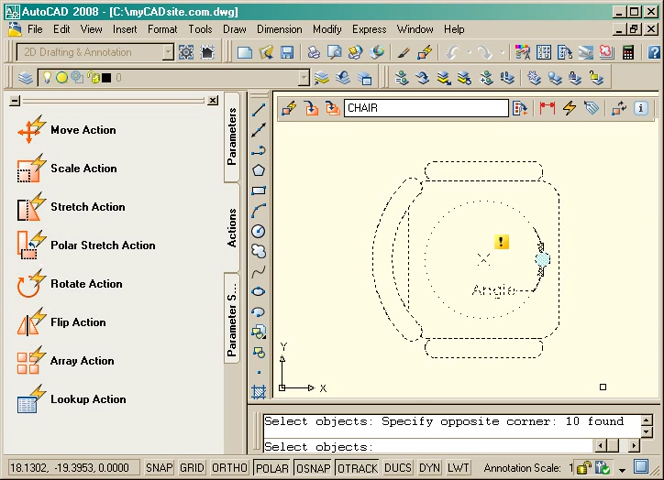 AutoCAD 2008 - [C:\myCADsite.com.dwg]
File Edit View Insert Format Tools Draw Dimension Modify Express Window Help
2D Drafting & Annotation
0
CHAIR
Move Action
Scale Action
Stretch Action
Polar Stretch Action
Rotate Action
Flip Action
Array Action
Lookup Action
Parameters
Actions
Parameter S...
Angle
Y
X
Select objects: Specify opposite corner: 10 found
Select objects:
18.1302, -19.3953, 0.0000 SNAP GRID ORTHO POLAR OSNAP OTRACK DUCS DYN LWT Annotation Scale: 1